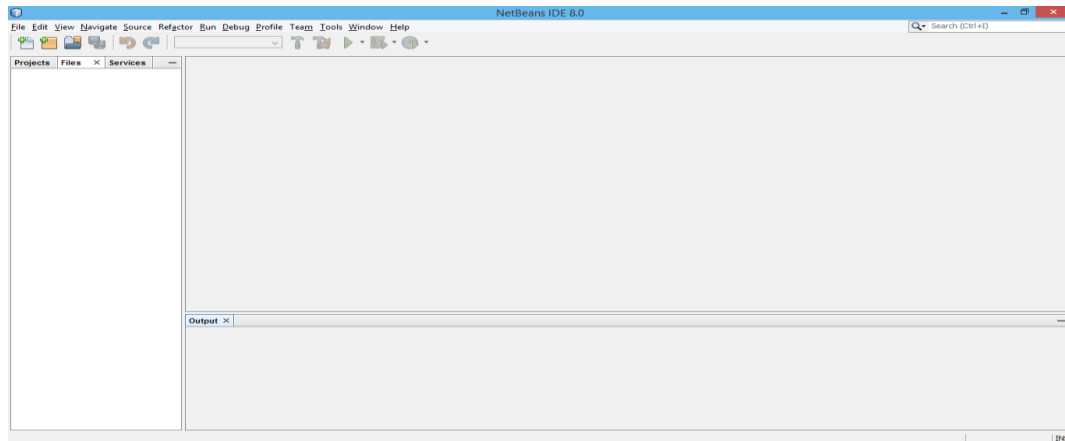 NetBeans IDE 8.0
File Edit View Navigate Source Refactor Run Debug Profile Team Tools Window Help
Search (Ctrl+I)
Projects Files Services
Output
IN